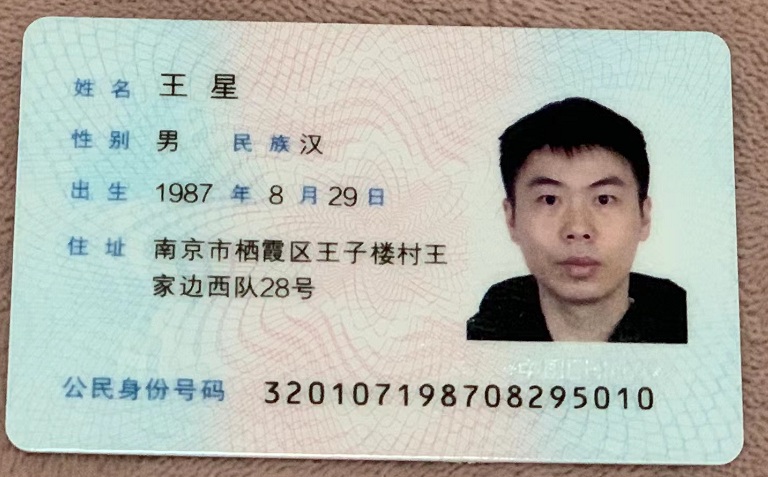 姓名 王星
性别 男 民族 汉
出生 1987 年 8 月 29 日
住址 南京市栖霞区王子楼村王
家边西队28号
公民身份号码 320107198708295010